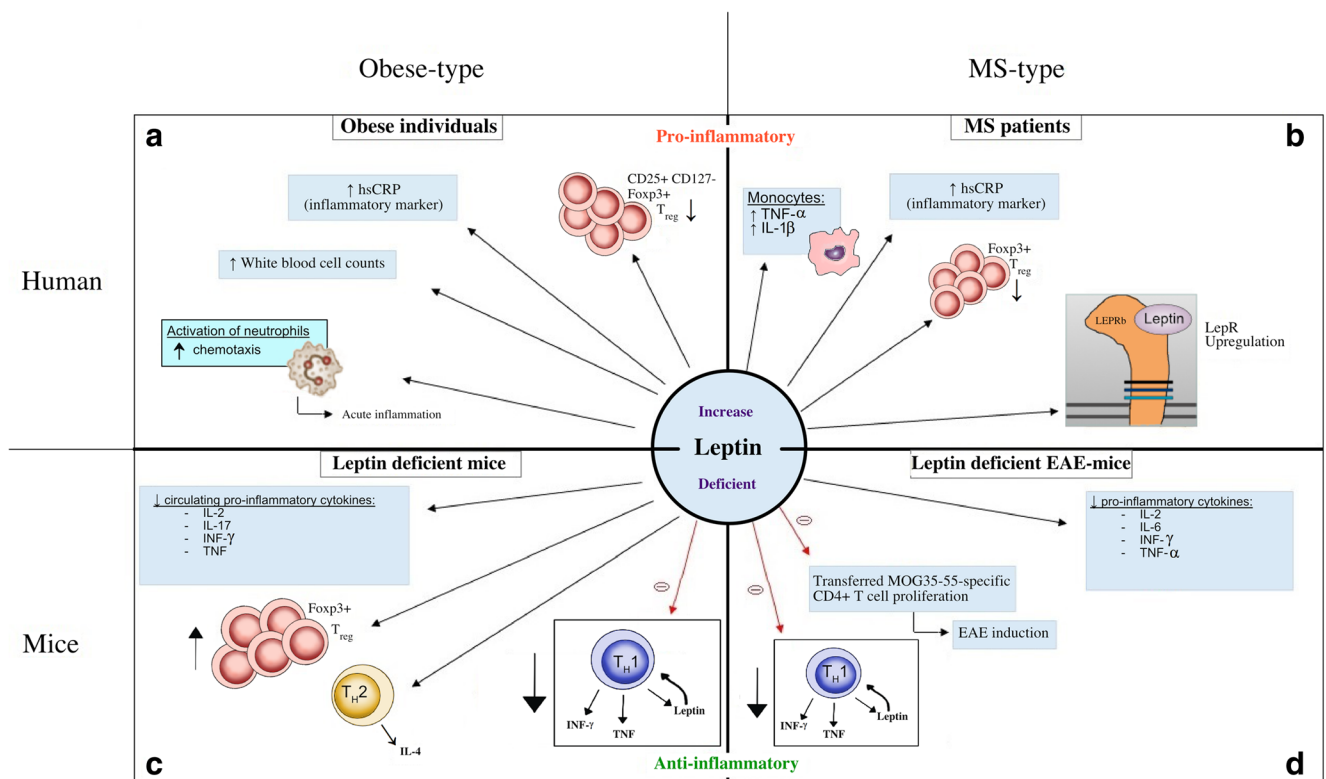 Obese-type
MS-type
Human
Mice
a
Obese individuals
Pro-inflammatory
MS patients
b
↑ hsCRP
(inflammatory marker)
CD25+ CD127-
Foxp3+
Treg ↓
↑ White blood cell counts
Activation of neutrophils
↑ chemotaxis
Acute inflammation
Monocytes:
↑ TNF-α
↑ IL-1β
↑ hsCRP
(inflammatory marker)
Foxp3+
Treg
↓
LEPRb
Leptin
LepR
Upregulation
Increase
Leptin
Deficient
Leptin deficient mice
↓ circulating pro-inflammatory cytokines:
- IL-2
- IL-17
- INF-γ
- TNF
↑
Foxp3+
Treg
TH2
IL-4
⊖
↓
TH1
INF-γ
TNF
Leptin
Leptin deficient EAE-mice
↓ pro-inflammatory cytokines:
- IL-2
- IL-6
- INF-γ
- TNF-α
⊖
⊖
Transferred MOG35-55-specific
CD4+ T cell proliferation
EAE induction
↓
TH1
INF-γ
TNF
Leptin
c
Anti-inflammatory
d